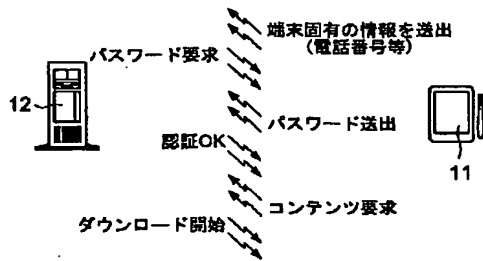 端末固有の情報を送出
(電話番号等)
パスワード要求
12
パスワード送出
認証OK
11
コンテンツ要求
ダウンロード開始